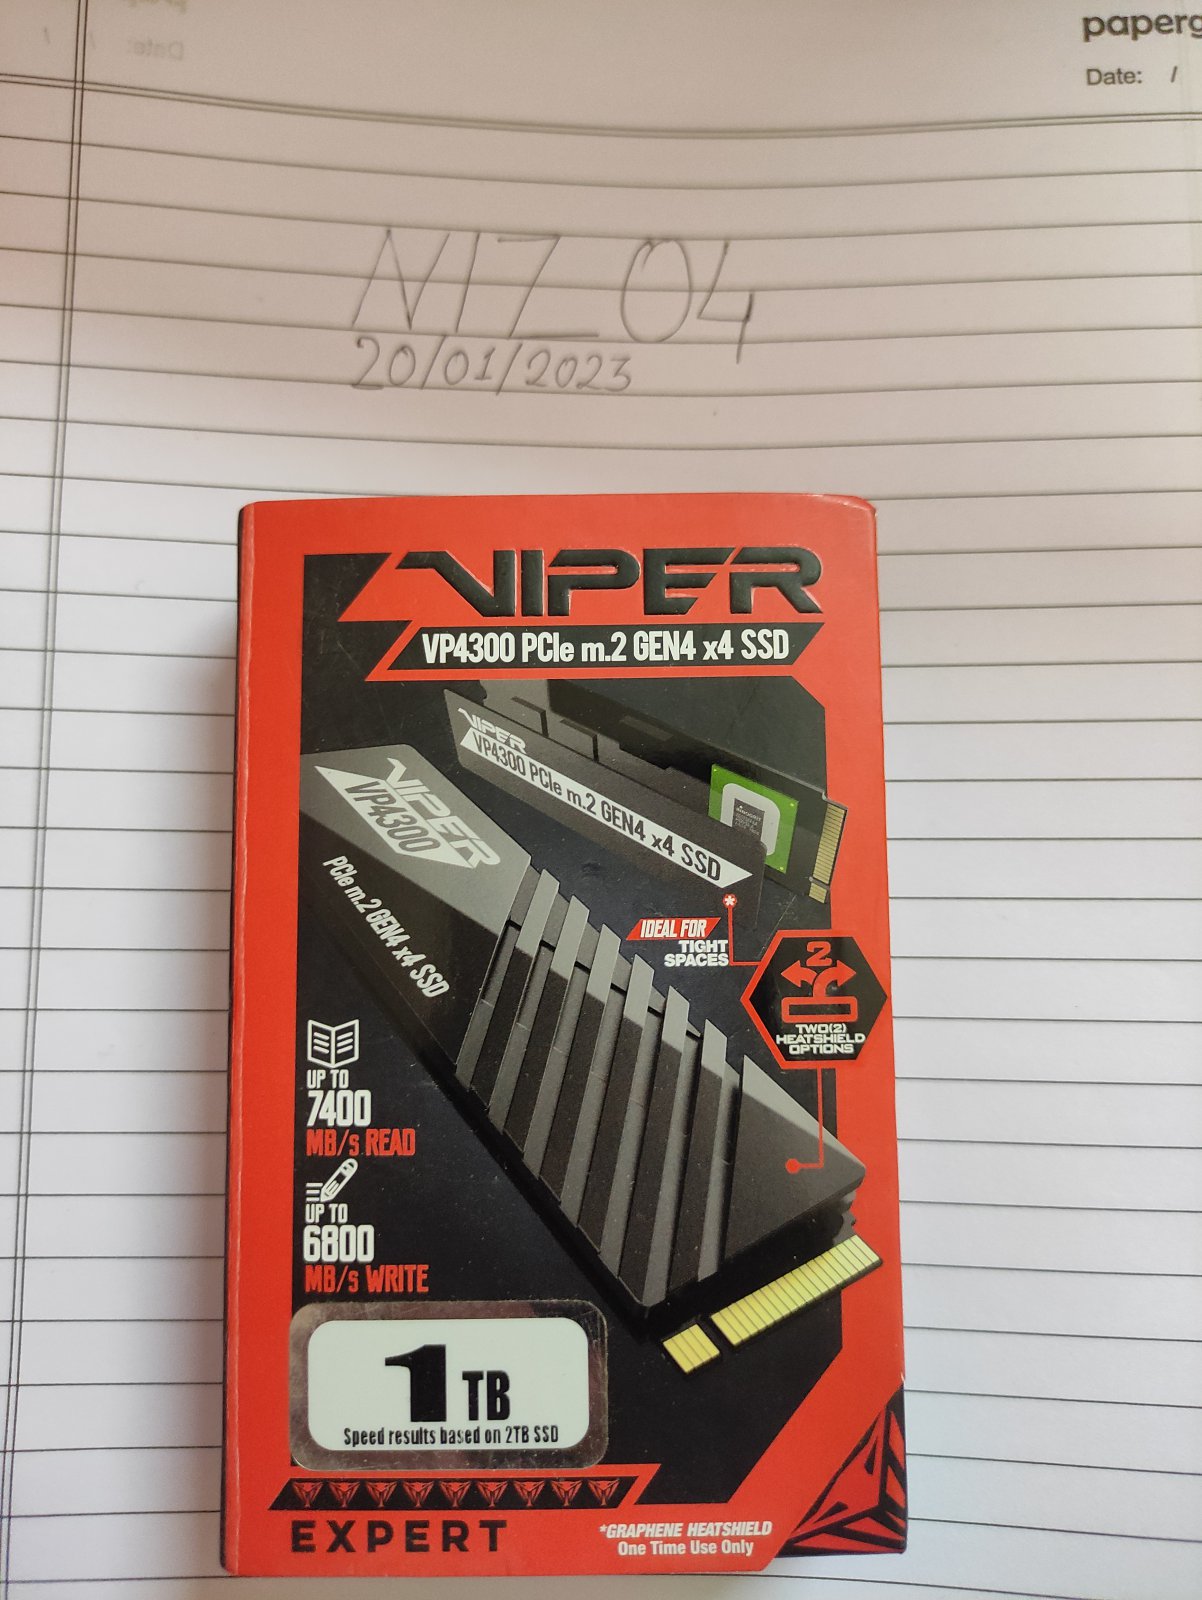 paperg
Date: /
Date: / /
NIZ_04
20/01/2023
VIPER
VP4300 PCIe m.2 GEN4 x4 SSD
VIPER
VP4300 PCIe m.2 GEN4 x4 SSD
VIPER
VP4300
PCIe m.2 GEN4 x4 SSD
*
IDEAL FOR
TIGHT
SPACES
2
TWO(2)
HEATSHIELD
OPTIONS
UP TO
7400
MB/s READ
UP TO
6800
MB/s WRITE
1 TB
Speed results based on 2TB SSD
EXPERT
*GRAPHENE HEATSHIELD
One Time Use Only